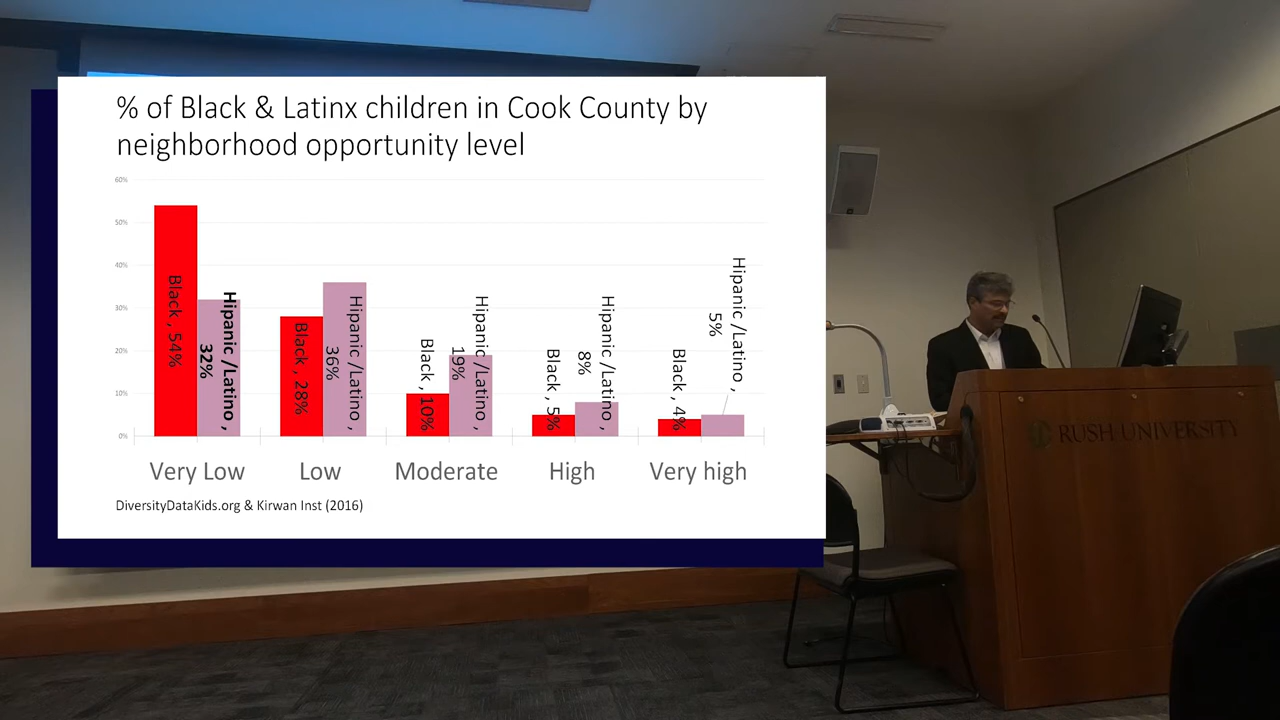 % of Black & Latinx children in Cook County by
neighborhood opportunity level
60%
50%
40%
30%
20%
10%
0%
Black , 54%
Hipanic /Latino ,
32%
Black , 28%
Hipanic /Latino ,
36%
Black , 10%
Hipanic /Latino ,
19%
Black , 5%
Hipanic /Latino ,
8%
Black , 4%
Hipanic /Latino ,
5%
Very Low
Low
Moderate
High
Very high
DiversityDataKids.org & Kirwan Inst (2016)
RUSH UNIVERSITY